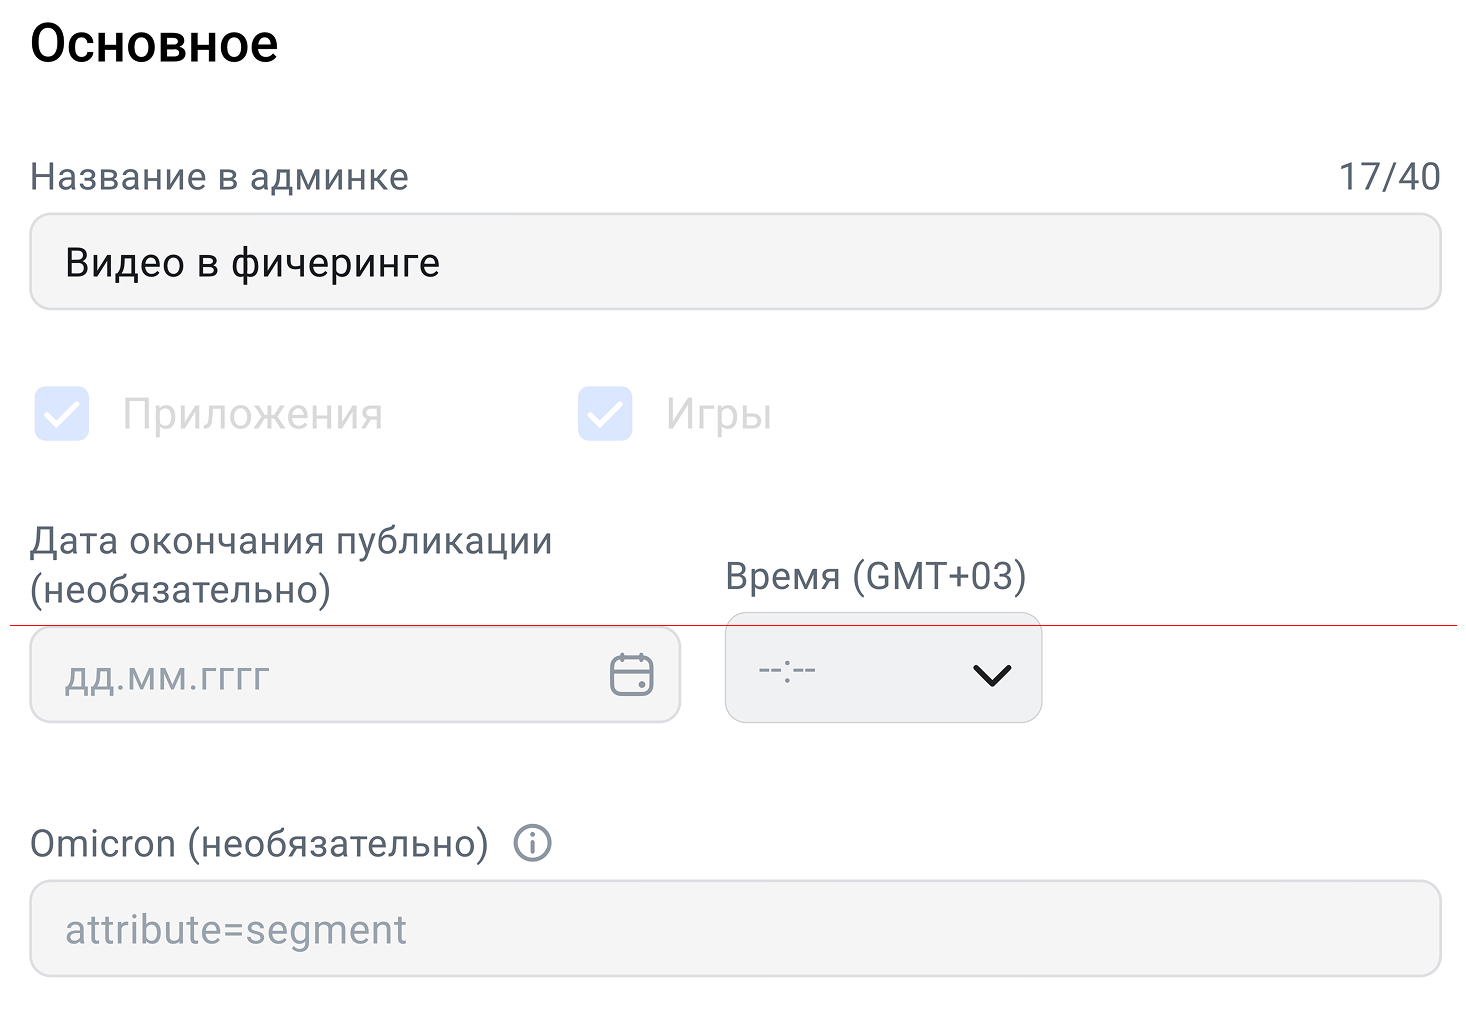 Основное
Название в админке 17/40
Видео в фичеринге
Приложения Игры
Дата окончания публикации
(необязательно)
Время (GMT+03)
дд.мм.гггг --:--
Omicron (необязательно)
attribute=segment